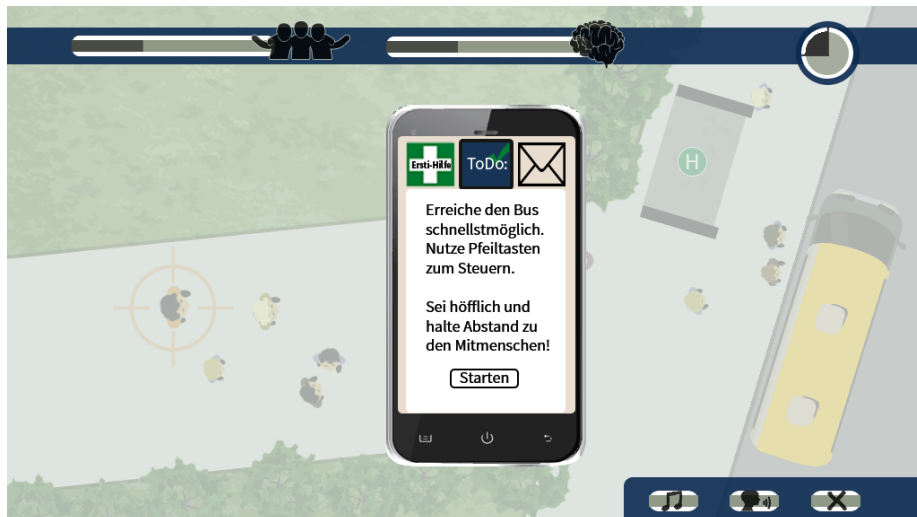 Ersti-Hilfe
ToDo:
Erreiche den Bus
schnellstmöglich.
Nutze Pfeiltasten
zum Steuern.
Sei höfflich und
halte Abstand zu
den Mitmenschen!
Starten
H